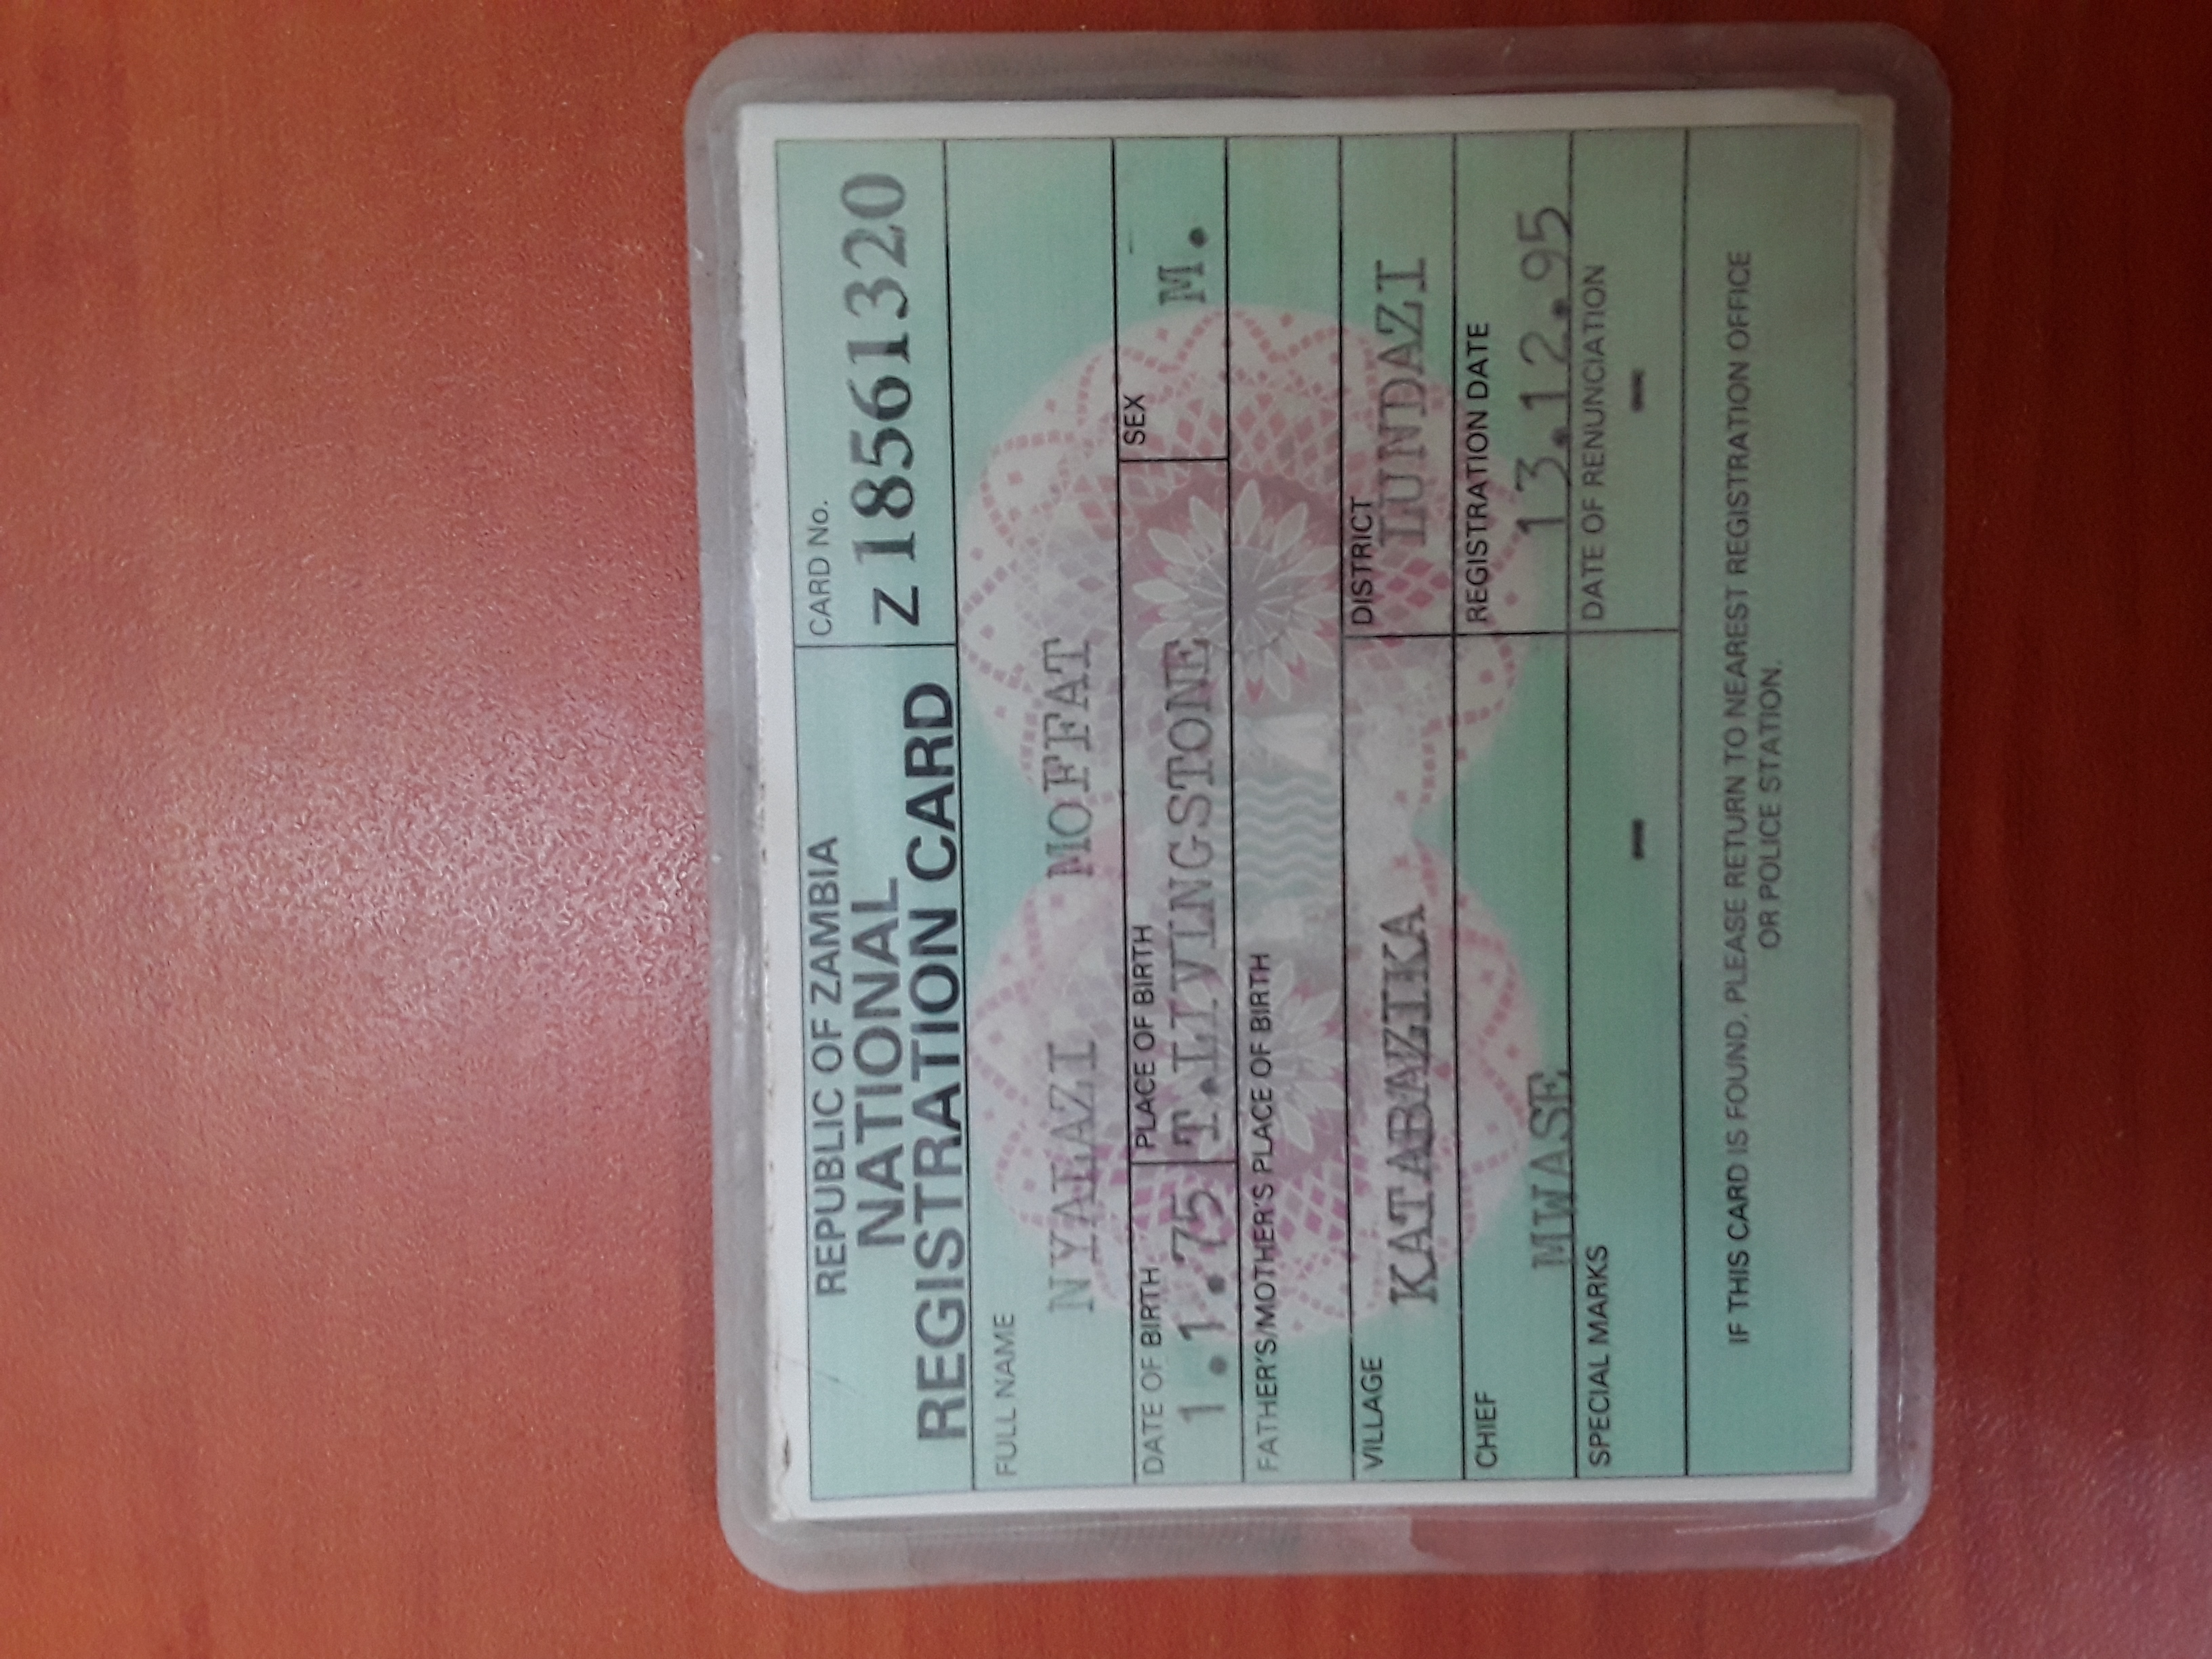 REPUBLIC OF ZAMBIA
NATIONAL
REGISTRATION CARD
CARD No.
Z 18561320
FULL NAME
MOFFAT
DATE OF BIRTH
1.1.75
PLACE OF BIRTH
T.LIVINGSTONE
SEX
M.
FATHER'S/MOTHER'S PLACE OF BIRTH
VILLAGE
KATABAZIKA
DISTRICT
LUNDAZI
CHIEF
MWASE
REGISTRATION DATE
13.12.95
SPECIAL MARKS
-
DATE OF RENUNCIATION
-
IF THIS CARD IS FOUND, PLEASE RETURN TO NEAREST REGISTRATION OFFICE
OR POLICE STATION.